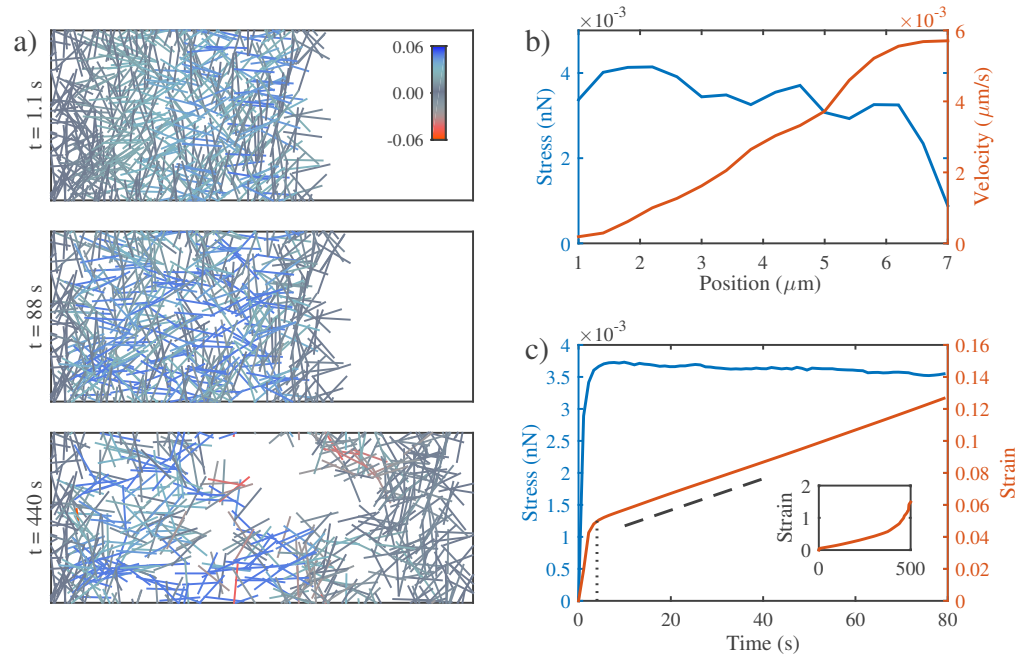 a)
t = 1.1 s
0.06
0.00
-0.06
t = 88 s
t = 440 s
b)
×10⁻³
×10⁻³
Stress (nN)
4
2
0
Velocity (μm/s)
6
4
2
0
1 2 3 4 5 6 7
Position (μm)
c)
×10⁻³
Stress (nN)
4
3.5
3
2.5
2
1.5
1
0.5
0
Strain
0.16
0.14
0.12
0.1
0.08
0.06
0.04
0.02
0
0 20 40 60 80
Time (s)
Strain
2
1
0
0 500